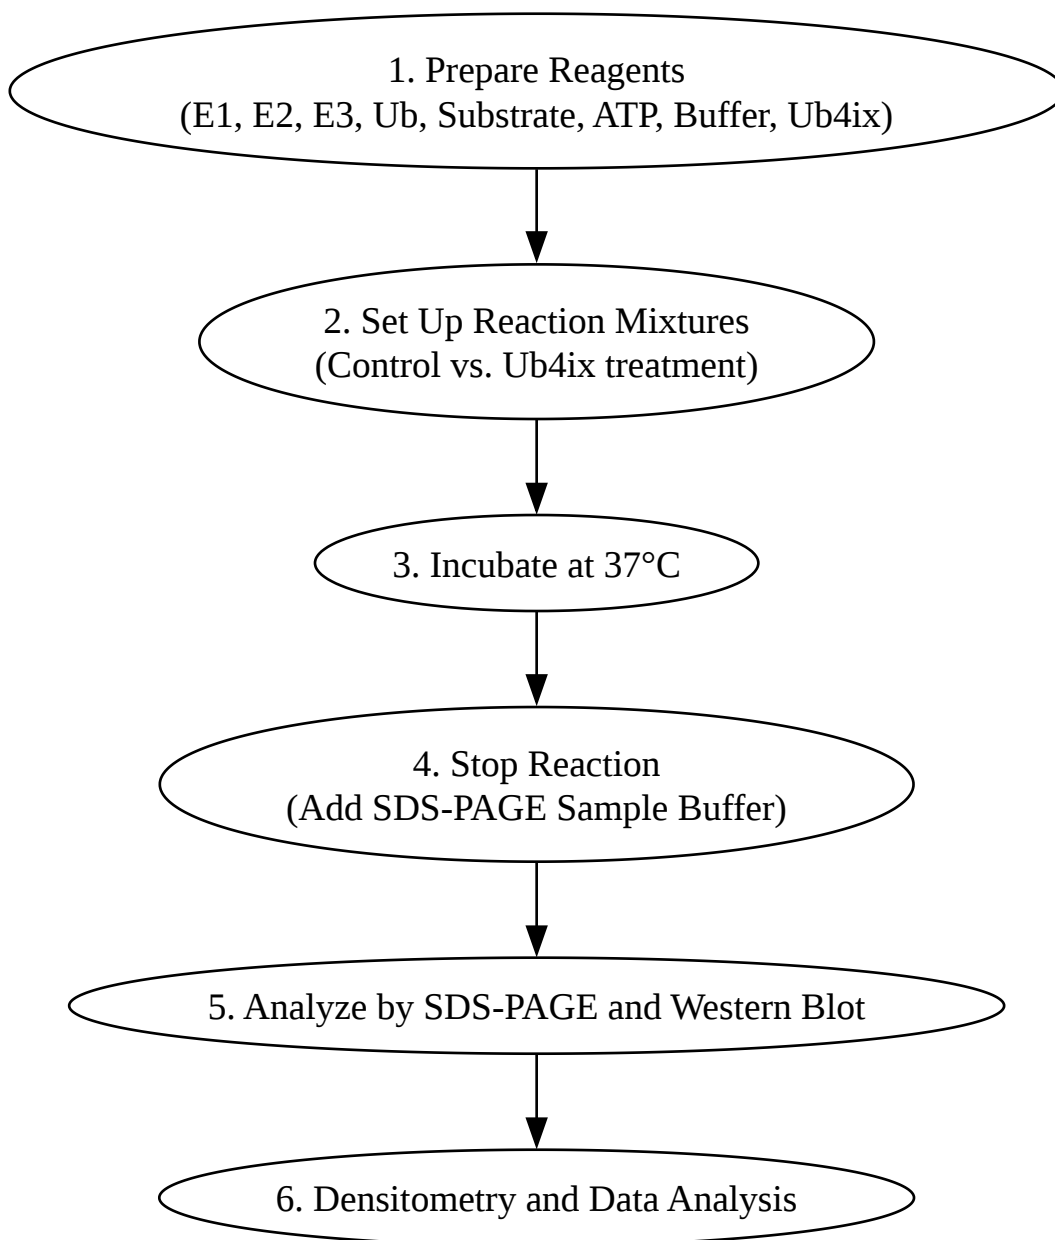 1. Prepare Reagents
(E1, E2, E3, Ub, Substrate, ATP, Buffer, Ub4ix)
2. Set Up Reaction Mixtures
(Control vs. Ub4ix treatment)
3. Incubate at 37°C
4. Stop Reaction
(Add SDS-PAGE Sample Buffer)
5. Analyze by SDS-PAGE and Western Blot
6. Densitometry and Data Analysis